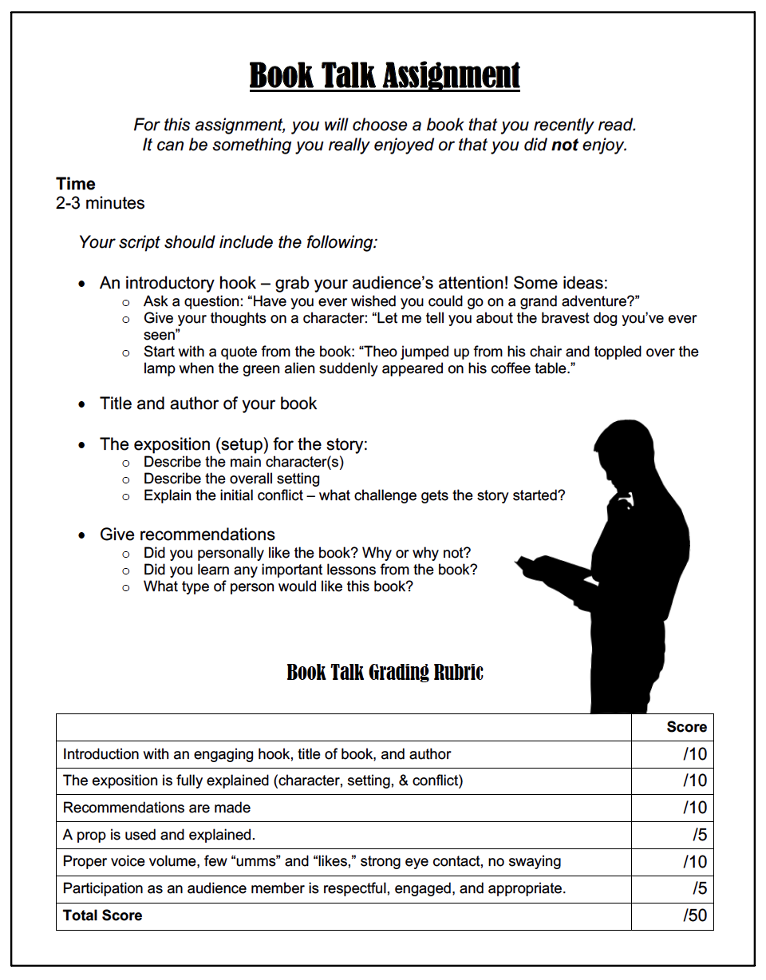 Book Talk Assignment
For this assignment, you will choose a book that you recently read.
It can be something you really enjoyed or that you did not enjoy.
Time
2-3 minutes
Your script should include the following:
• An introductory hook – grab your audience’s attention! Some ideas:
o Ask a question: “Have you ever wished you could go on a grand adventure?”
o Give your thoughts on a character: “Let me tell you about the bravest dog you’ve ever
seen”
o Start with a quote from the book: “Theo jumped up from his chair and toppled over the
lamp when the green alien suddenly appeared on his coffee table.”
• Title and author of your book
• The exposition (setup) for the story:
o Describe the main character(s)
o Describe the overall setting
o Explain the initial conflict – what challenge gets the story started?
• Give recommendations
o Did you personally like the book? Why or why not?
o Did you learn any important lessons from the book?
o What type of person would like this book?
Book Talk Grading Rubric
Score
Introduction with an engaging hook, title of book, and author /10
The exposition is fully explained (character, setting, & conflict) /10
Recommendations are made /10
A prop is used and explained. /5
Proper voice volume, few “umms” and “likes,” strong eye contact, no swaying /10
Participation as an audience member is respectful, engaged, and appropriate. /5
Total Score /50